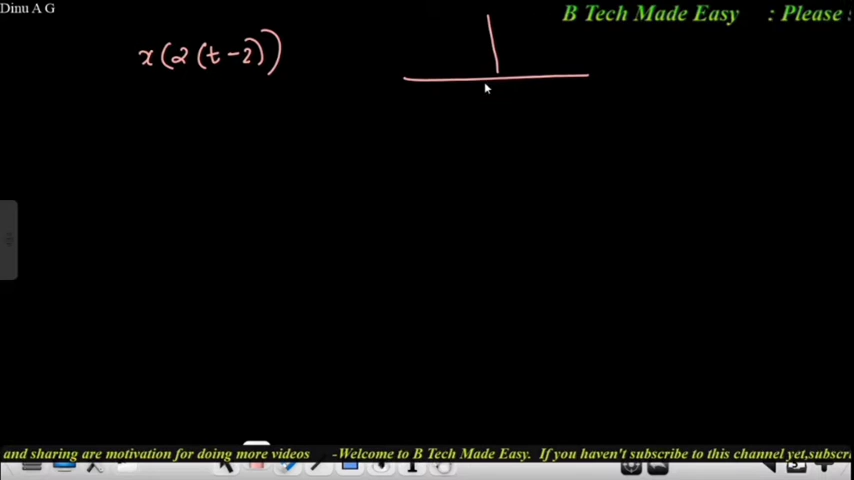 Dinu A G
B Tech Made Easy : Please
x(2(t-2))
and sharing are motivation for doing more videos -Welcome to B Tech Made Easy. If you haven't subscribe to this channel yet,subscr